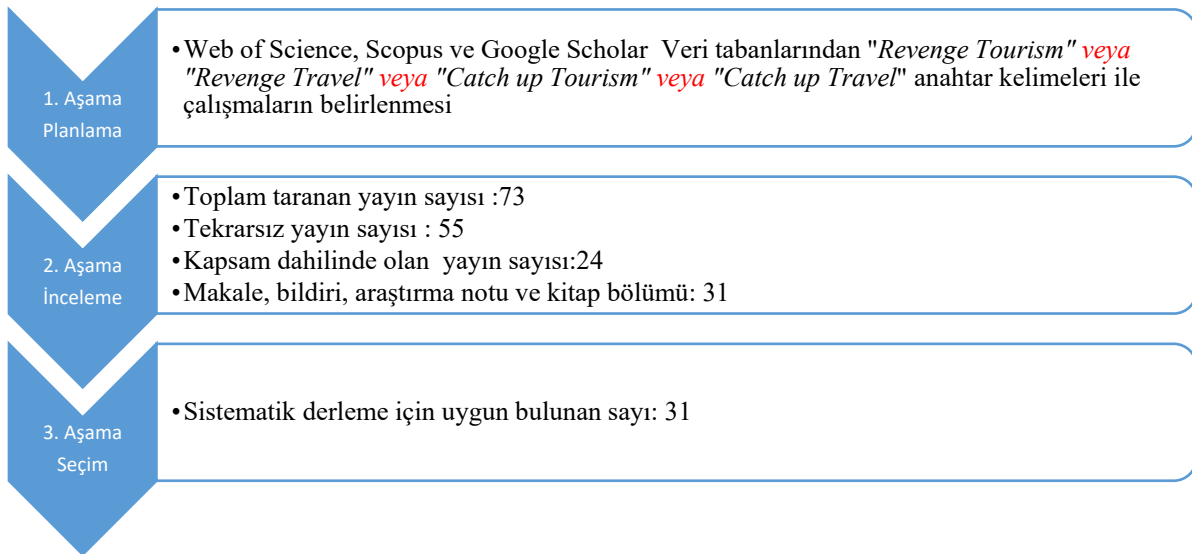 1. Aşama
Planlama
•Web of Science, Scopus ve Google Scholar  Veri tabanlarından "Revenge Tourism" veya
"Revenge Travel" veya "Catch up Tourism" veya "Catch up Travel" anahtar kelimeleri ile
çalışmaların belirlenmesi
2. Aşama
İnceleme
•Toplam taranan yayın sayısı :73
•Tekrarsız yayın sayısı : 55
•Kapsam dahilinde olan  yayın sayısı:24
•Makale, bildiri, araştırma notu ve kitap bölümü: 31
3. Aşama
Seçim
•Sistematik derleme için uygun bulunan sayı: 31